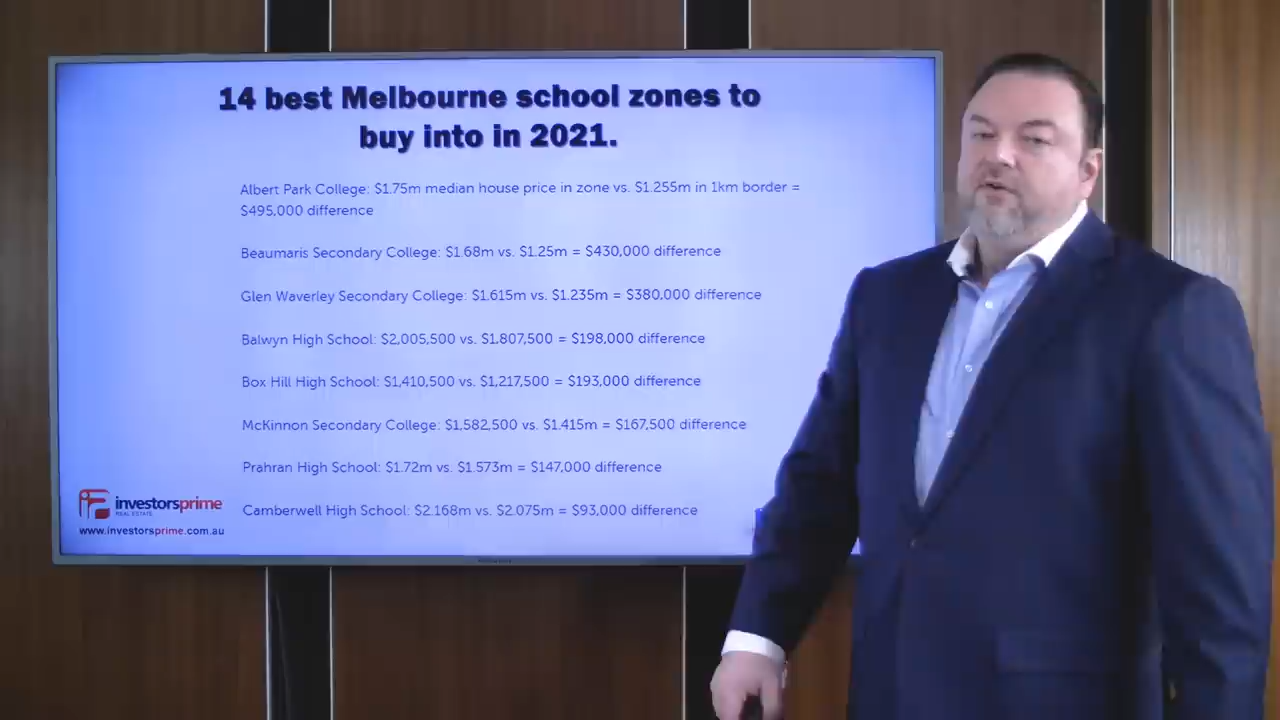 14 best Melbourne school zones to
buy into in 2021.
Albert Park College: $1.75m median house price in zone vs. $1.255m in 1km border =
$495,000 difference
Beaumaris Secondary College: $1.68m vs. $1.25m = $430,000 difference
Glen Waverley Secondary College: $1.615m vs. $1.235m = $380,000 difference
Balwyn High School: $2,005,500 vs. $1,807,500 = $198,000 difference
Box Hill High School: $1,410,500 vs. $1,217,500 = $193,000 difference
McKinnon Secondary College: $1,582,500 vs. $1.415m = $167,500 difference
Prahran High School: $1.72m vs. $1.573m = $147,000 difference
Camberwell High School: $2.168m vs. $2.075m = $93,000 difference
investorsprime
REAL ESTATE
www.investorsprime.com.au